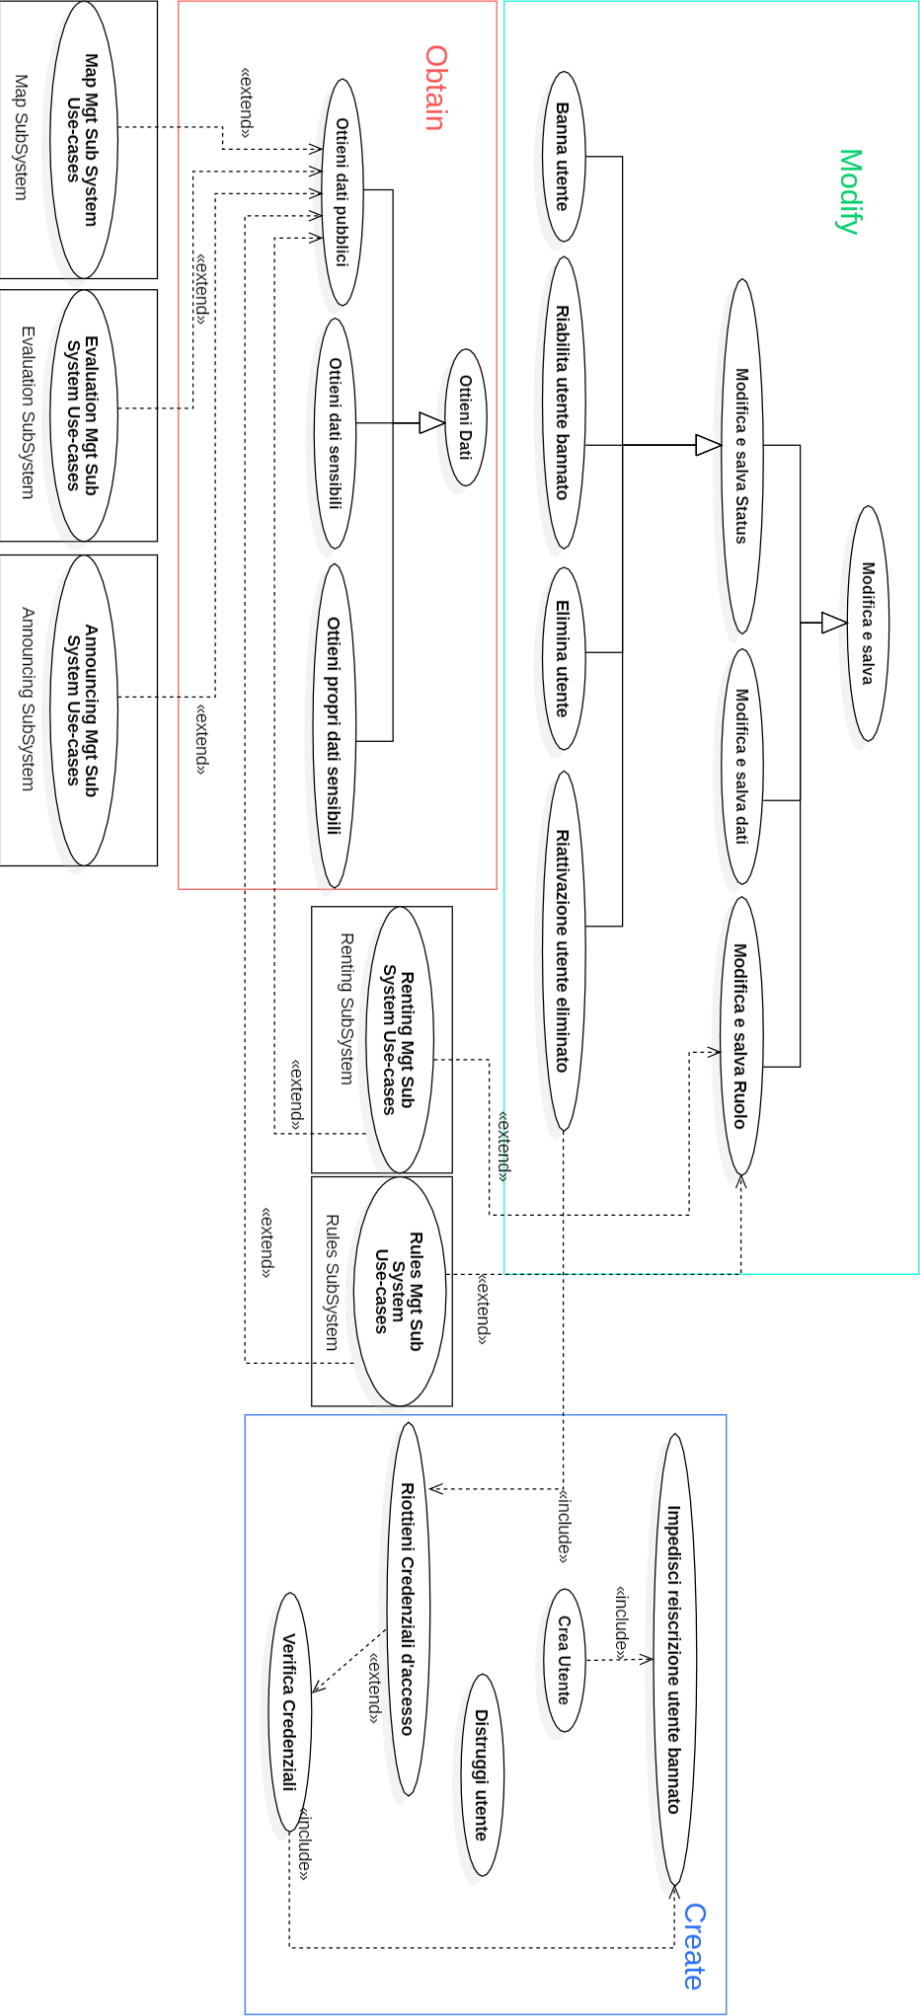 Modify
Modifica e salva
Modifica e salva Status
Modifica e salva dati
Modifica e salva Ruolo
Banna utente
Riabilita utente bannato
Elimina utente
Riattivazione utente eliminato
Obtain
Ottieni Dati
Ottieni dati pubblici
Ottieni dati sensibili
Ottieni propri dati sensibili
«extend»
«extend»
«extend»
Map Mgt Sub System
Use-cases
Map SubSystem
Evaluation Mgt Sub
System Use-cases
Evaluation SubSystem
Announcing Mgt Sub
System Use-cases
Announcing SubSystem
«extend»
Renting Mgt Sub
System Use-cases
Renting SubSystem
«extend»
«extend»
Rules Mgt Sub
System
Use-cases
Rules SubSystem
«extend»
Create
Impedisci reiscrizione utente bannato
«include»
«include»
Crea Utente
Distruggi utente
Riottieni Credenziali d'accesso
«extend»
Verifica Credenziali
«include»